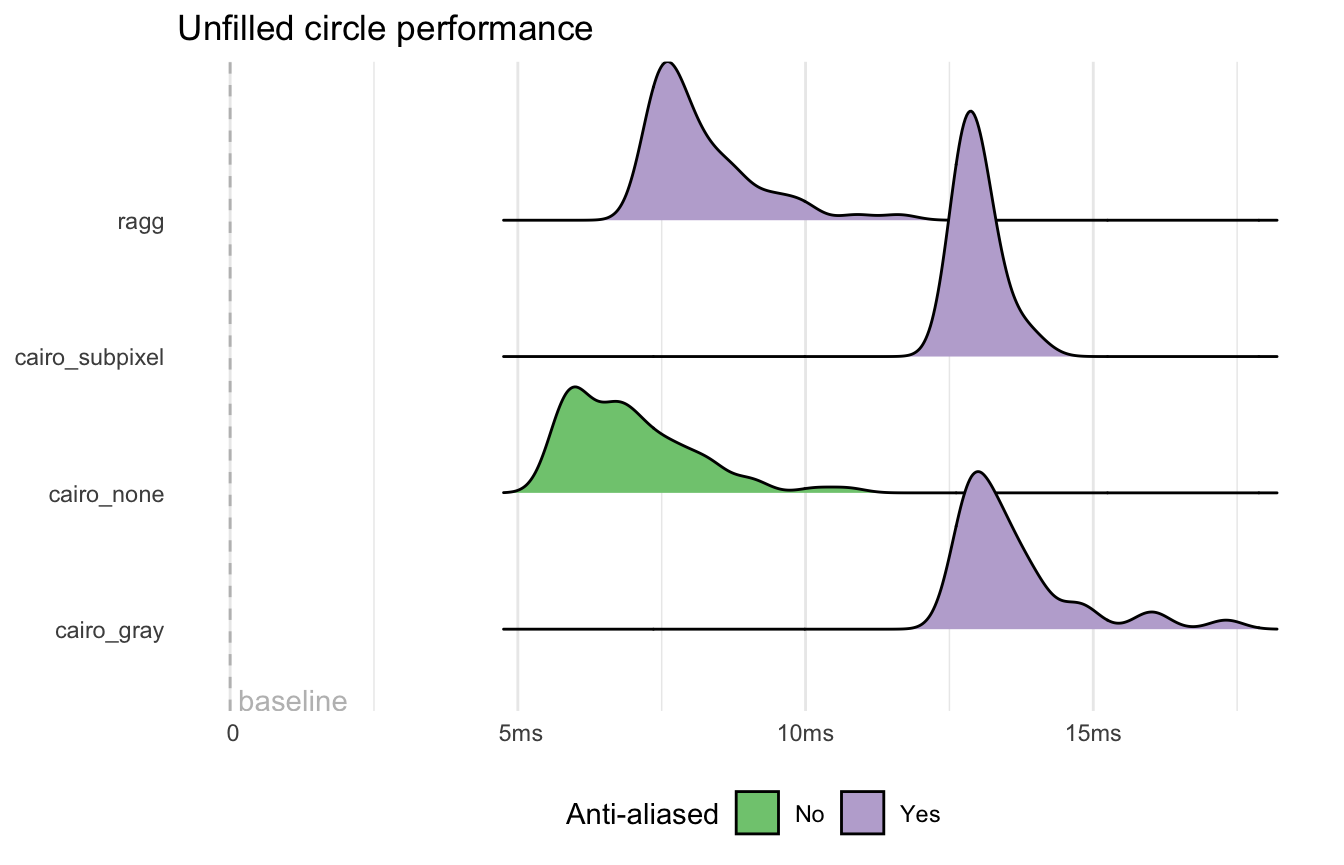 Unfilled circle performance
ragg
cairo_subpixel
cairo_none
cairo_gray
baseline
0 5ms 10ms 15ms
Anti-aliased No Yes